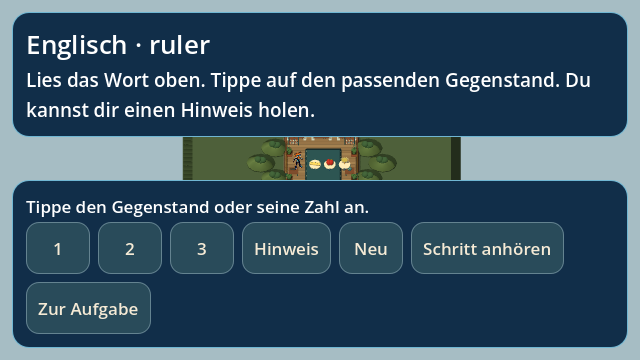 Englisch · ruler
Lies das Wort oben. Tippe auf den passenden Gegenstand. Du
kannst dir einen Hinweis holen.
Tippe den Gegenstand oder seine Zahl an.
1 2 3 Hinweis Neu Schritt anhören
Zur Aufgabe